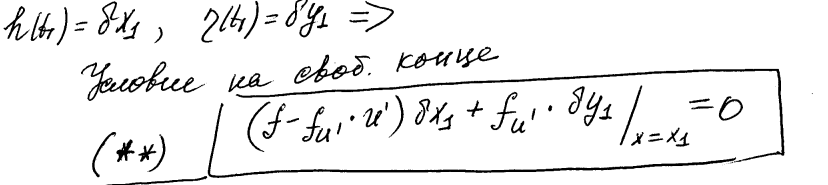 h(t₁) = δx₁, η(t₁) = δy₁ ⇒
Условие на своб. конце
(**) (f - f_{u'} · u') δx₁ + f_{u'} · δy₁ |_{x=x₁} = 0